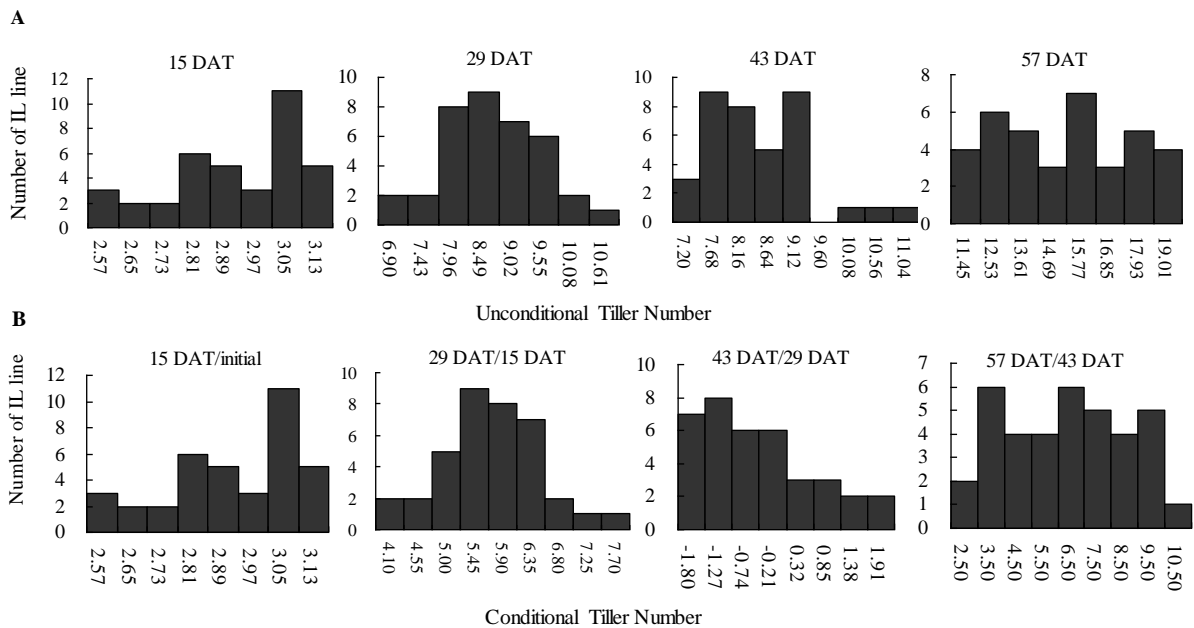 A
15 DAT
29 DAT
43 DAT
57 DAT
Number of IL line
12
10
8
6
4
2
0
10
8
6
4
2
0
10
8
6
4
2
0
8
6
4
2
0
2.57 2.65 2.73 2.81 2.89 2.97 3.05 3.13
6.90 7.43 7.96 8.49 9.02 9.55 10.08 10.61
7.20 7.68 8.16 8.64 9.12 9.60 10.08 10.56 11.04
11.45 12.53 13.61 14.69 15.77 16.85 17.93 19.01
Unconditional Tiller Number
B
15 DAT/initial
29 DAT/15 DAT
43 DAT/29 DAT
57 DAT/43 DAT
Number of IL line
12
10
8
6
4
2
0
10
8
6
4
2
0
10
8
6
4
2
0
7
6
5
4
3
2
1
0
2.57 2.65 2.73 2.81 2.89 2.97 3.05 3.13
4.10 4.55 5.00 5.45 5.90 6.35 6.80 7.25 7.70
-1.80 -1.27 -0.74 -0.21 0.32 0.85 1.38 1.91
2.50 3.50 4.50 5.50 6.50 7.50 8.50 9.50 10.50
Conditional Tiller Number